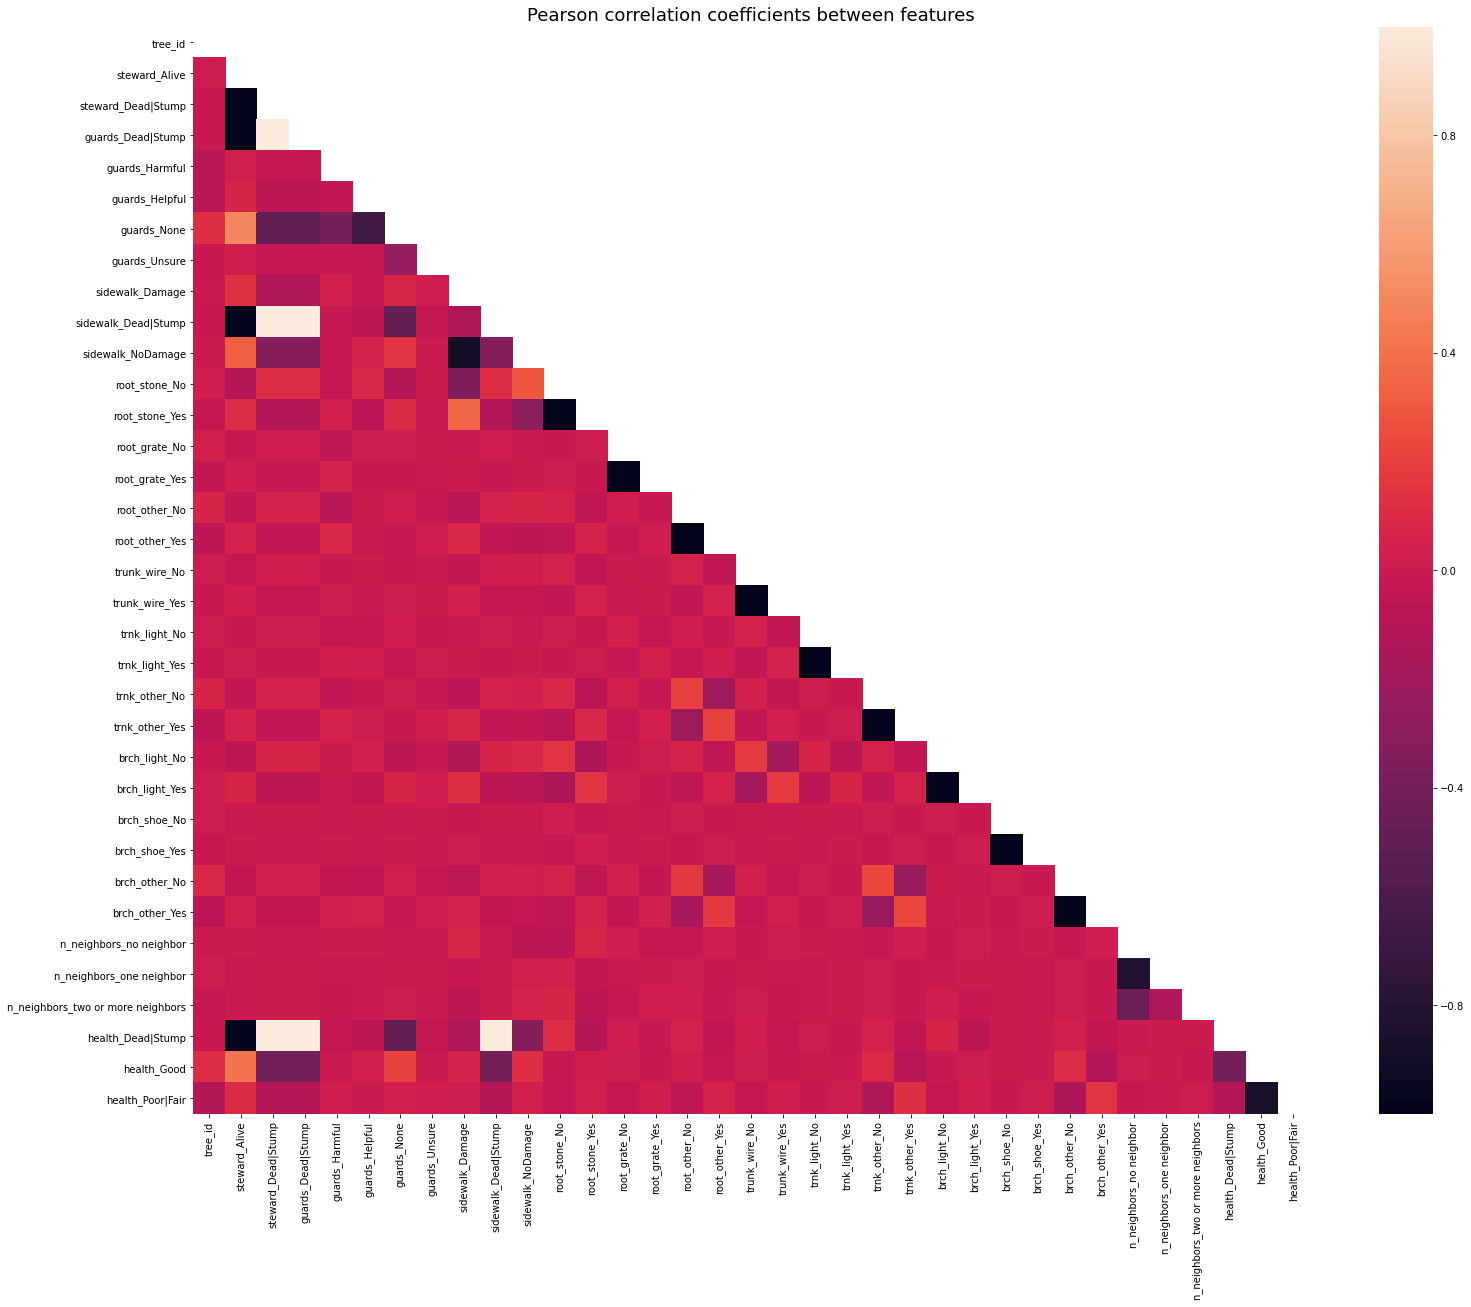 Pearson correlation coefficients between features
tree_id
steward_Alive
steward_Dead|Stump
guards_Dead|Stump
guards_Harmful
guards_Helpful
guards_None
guards_Unsure
sidewalk_Damage
sidewalk_Dead|Stump
sidewalk_NoDamage
root_stone_No
root_stone_Yes
root_grate_No
root_grate_Yes
root_other_No
root_other_Yes
trunk_wire_No
trunk_wire_Yes
trnk_light_No
trnk_light_Yes
trnk_other_No
trnk_other_Yes
brch_light_No
brch_light_Yes
brch_shoe_No
brch_shoe_Yes
brch_other_No
brch_other_Yes
n_neighbors_no neighbor
n_neighbors_one neighbor
n_neighbors_two or more neighbors
health_Dead|Stump
health_Good
health_Poor|Fair
tree_id
steward_Alive
steward_Dead|Stump
guards_Dead|Stump
guards_Harmful
guards_Helpful
guards_None
guards_Unsure
sidewalk_Damage
sidewalk_Dead|Stump
sidewalk_NoDamage
root_stone_No
root_stone_Yes
root_grate_No
root_grate_Yes
root_other_No
root_other_Yes
trunk_wire_No
trunk_wire_Yes
trnk_light_No
trnk_light_Yes
trnk_other_No
trnk_other_Yes
brch_light_No
brch_light_Yes
brch_shoe_No
brch_shoe_Yes
brch_other_No
brch_other_Yes
n_neighbors_no neighbor
n_neighbors_one neighbor
n_neighbors_two or more neighbors
health_Dead|Stump
health_Good
health_Poor|Fair
0.8
0.4
0.0
−0.4
−0.8